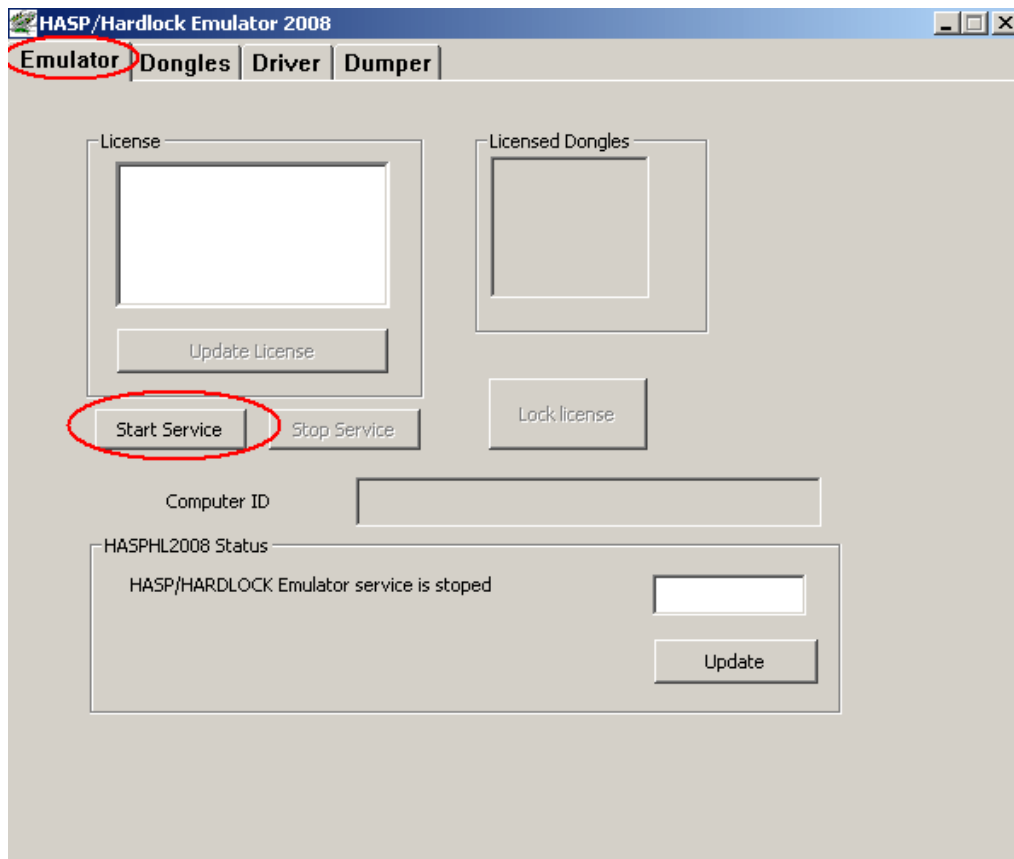 HASP/Hardlock Emulator 2008
Emulator Dongles Driver Dumper
License
Licensed Dongles
Update License
Start Service
Stop Service
Lock license
Computer ID
HASPHL2008 Status
HASP/HARDLOCK Emulator service is stoped
Update